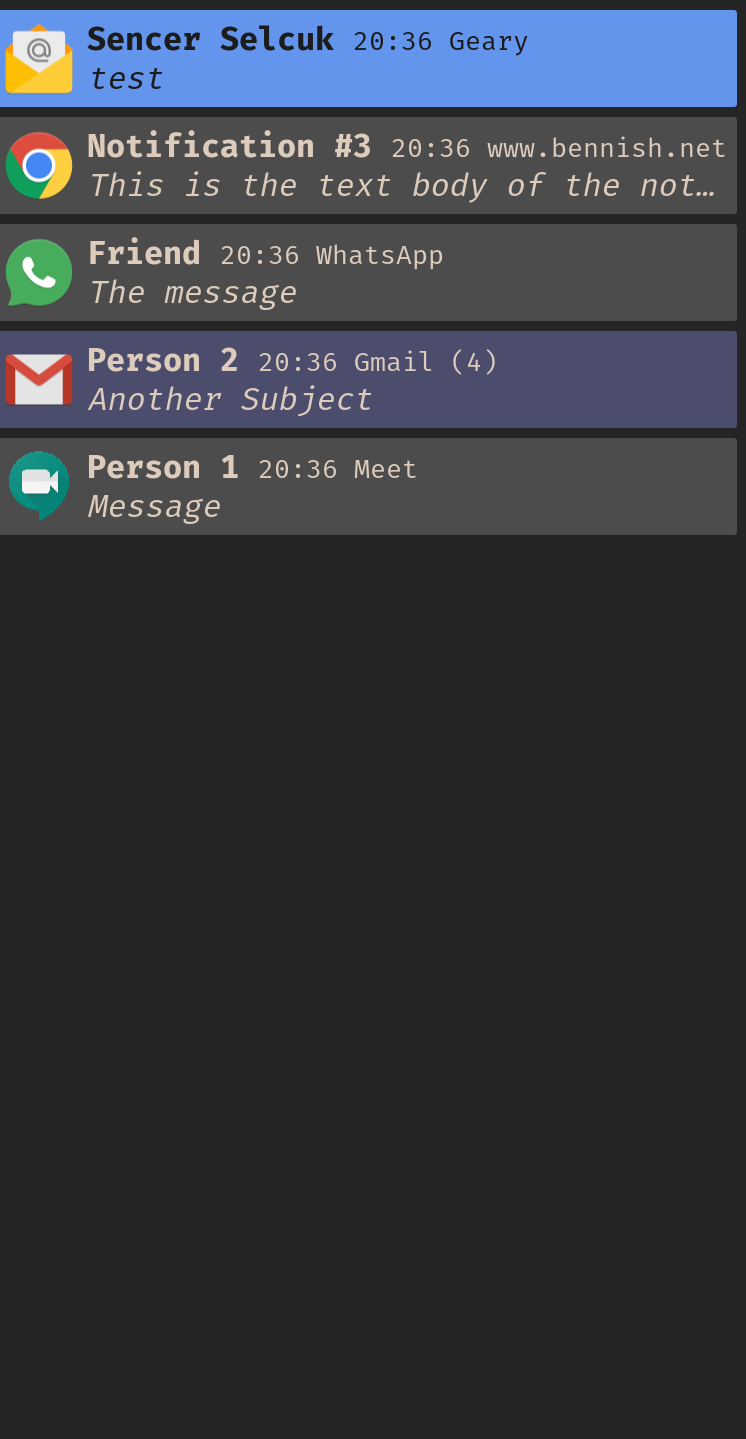 Sencer Selcuk 20:36 Geary
test
Notification #3 20:36 www.bennish.net
This is the text body of the not…
Friend 20:36 WhatsApp
The message
Person 2 20:36 Gmail (4)
Another Subject
Person 1 20:36 Meet
Message